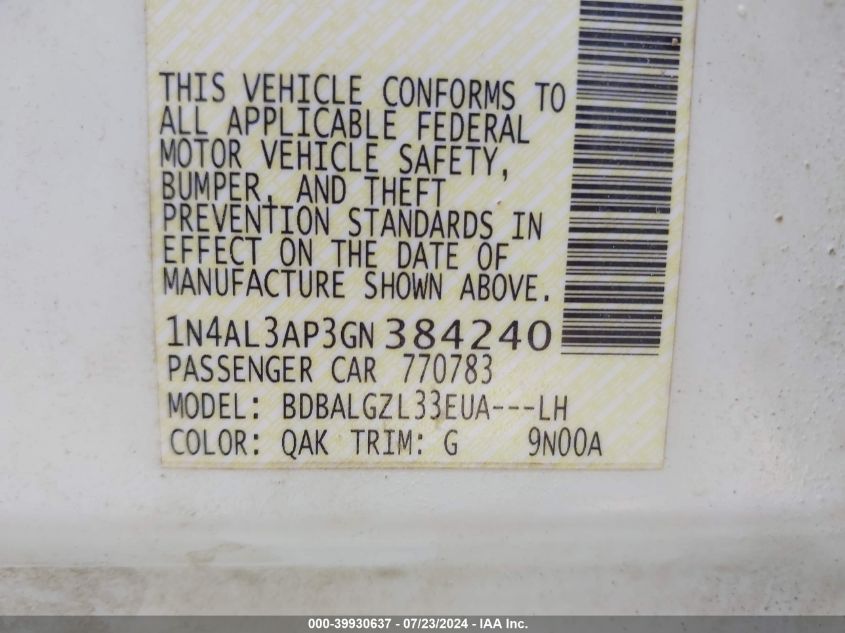 THIS VEHICLE CONFORMS TO
ALL APPLICABLE FEDERAL
MOTOR VEHICLE SAFETY,
BUMPER, AND THEFT
PREVENTION STANDARDS IN
EFFECT ON THE DATE OF
MANUFACTURE SHOWN ABOVE.
1N4AL3AP3GN384240
PASSENGER CAR 770783
MODEL: BDBALGZL33EUA---LH
COLOR: QAK TRIM: G 9N00A
000-39930637 - 07/23/2024 - IAA Inc.